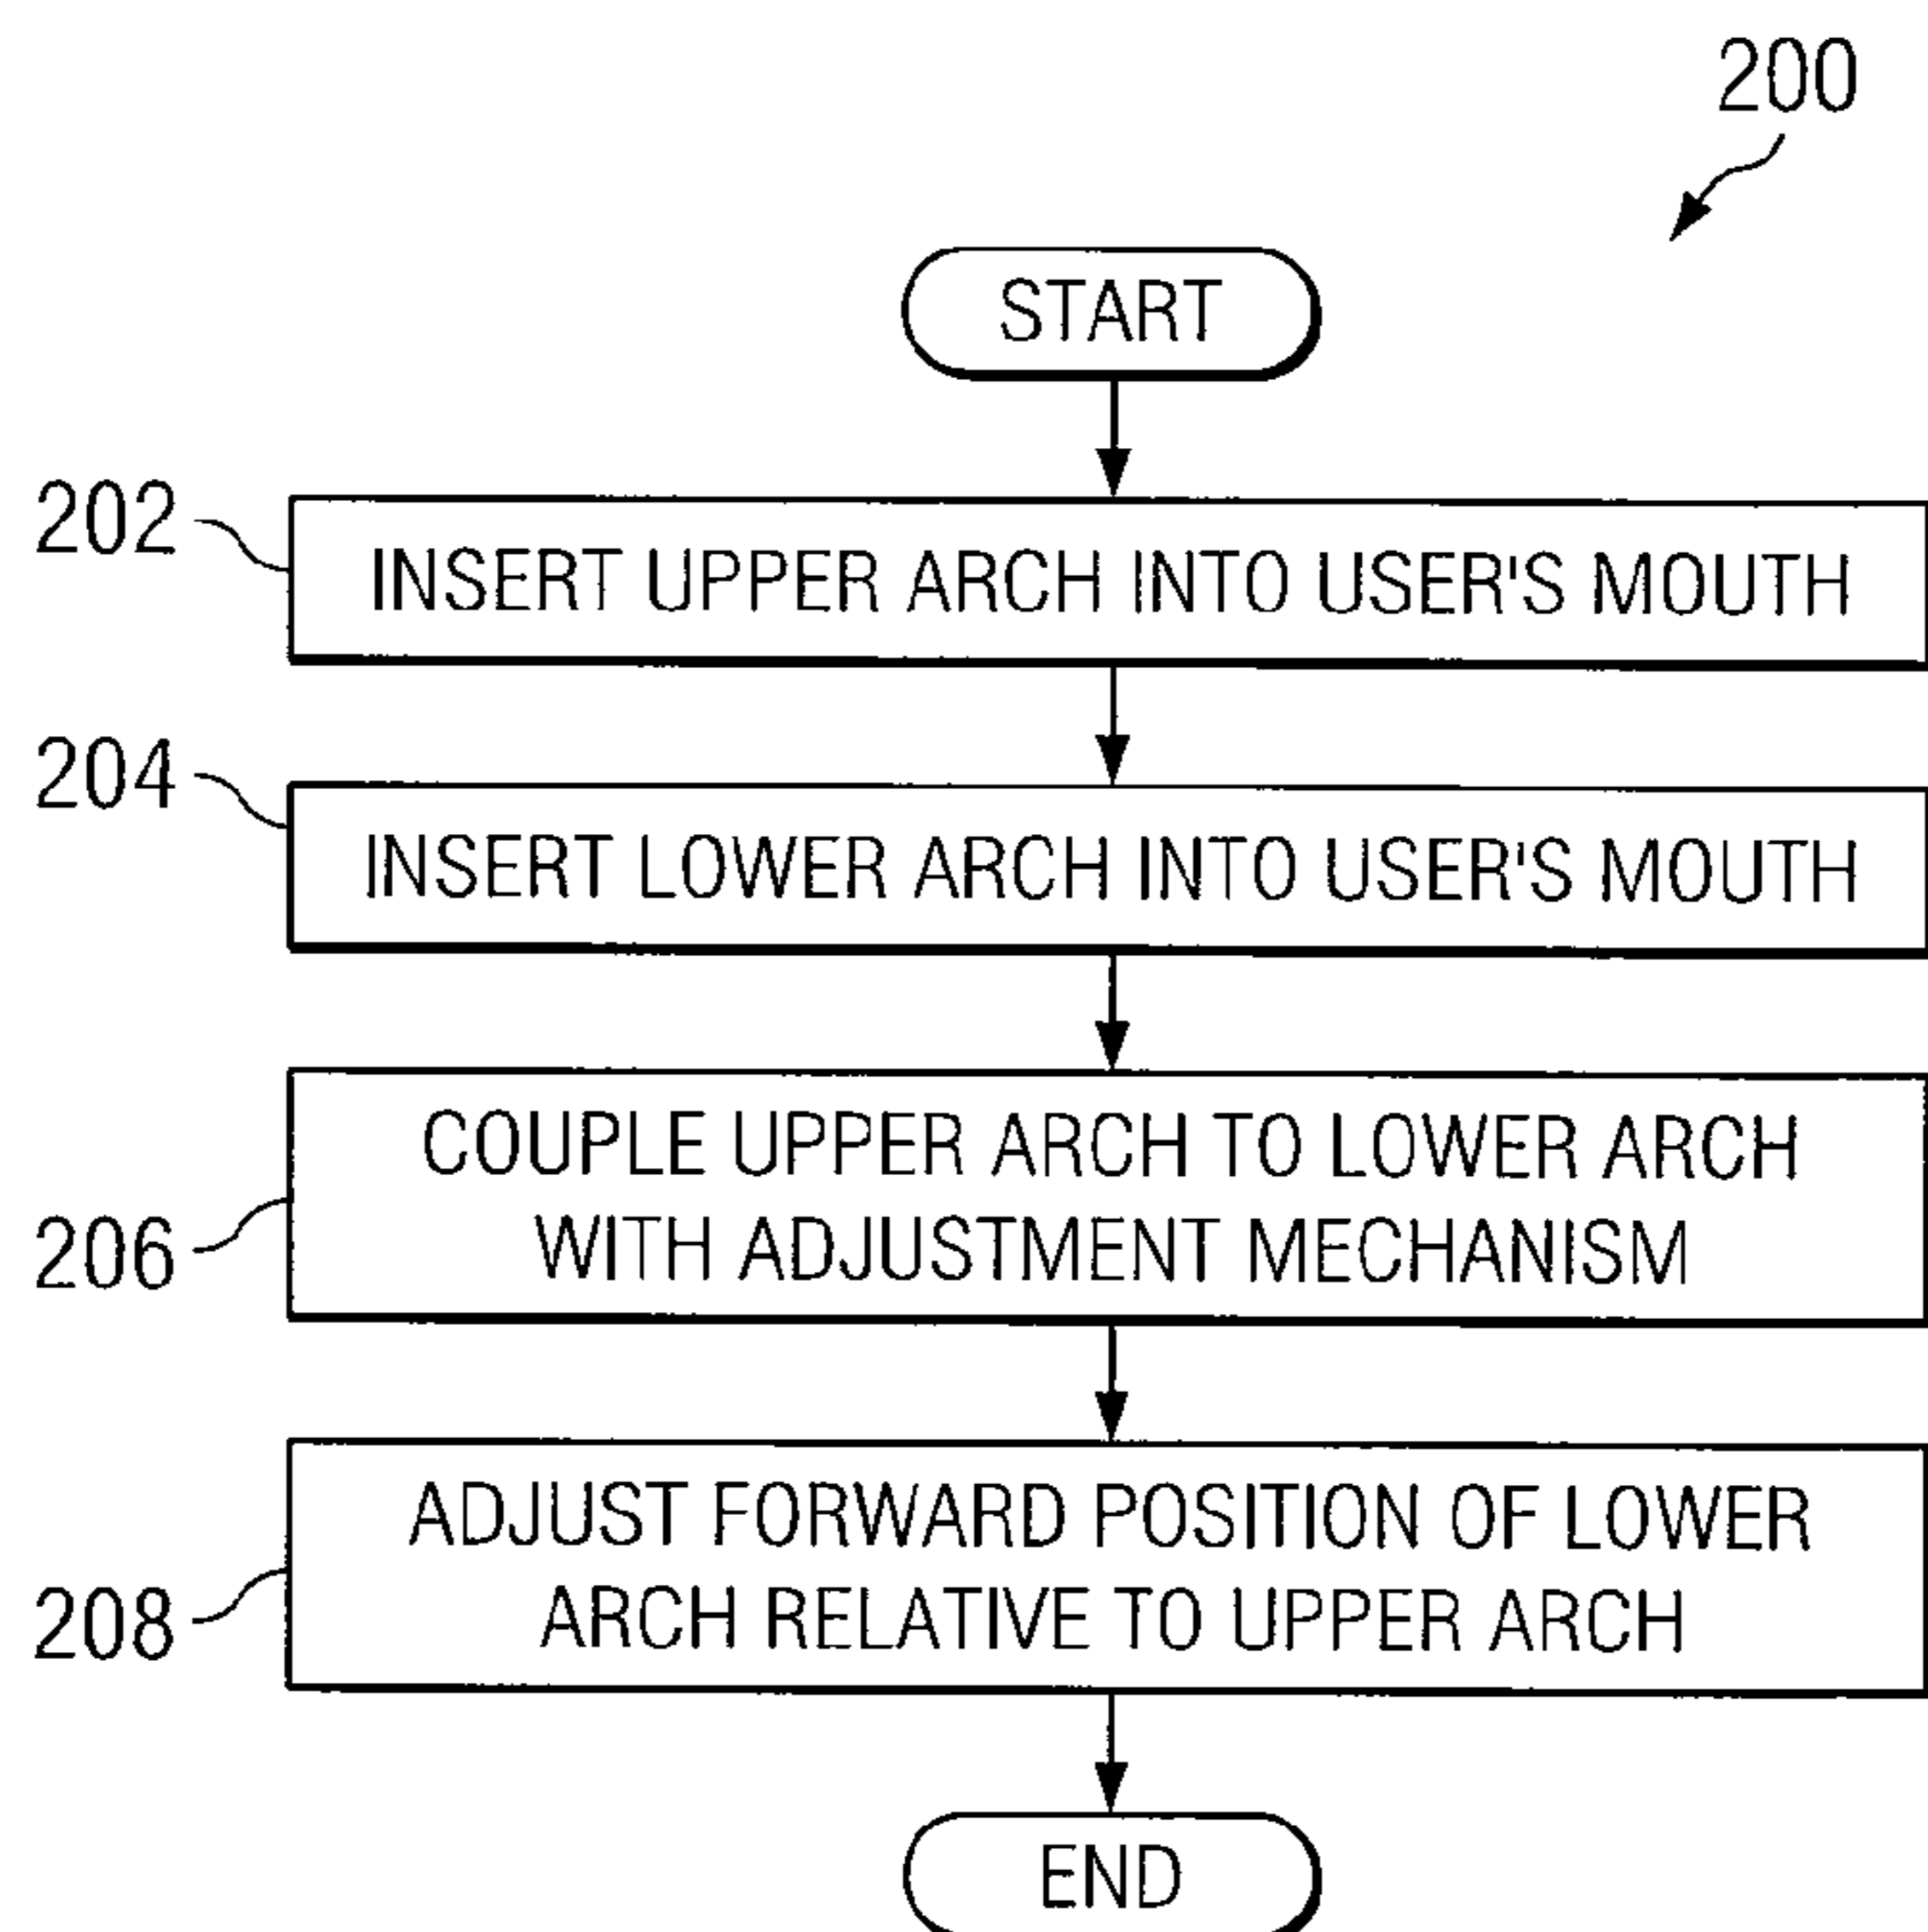 200
START
202
INSERT UPPER ARCH INTO USER'S MOUTH
204
INSERT LOWER ARCH INTO USER'S MOUTH
206
COUPLE UPPER ARCH TO LOWER ARCH
WITH ADJUSTMENT MECHANISM
208
ADJUST FORWARD POSITION OF LOWER
ARCH RELATIVE TO UPPER ARCH
END